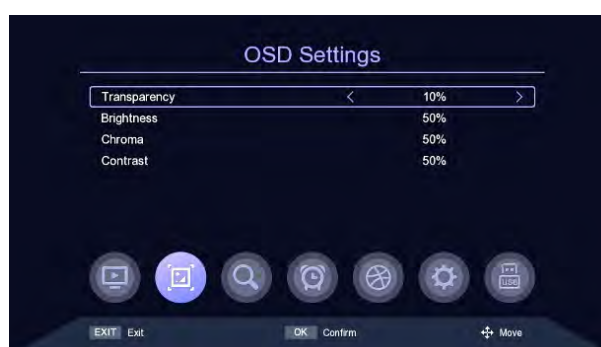 OSD Settings
Transparency < 10% >
Brightness 50%
Chroma 50%
Contrast 50%
USB
EXIT Exit OK Confirm Move